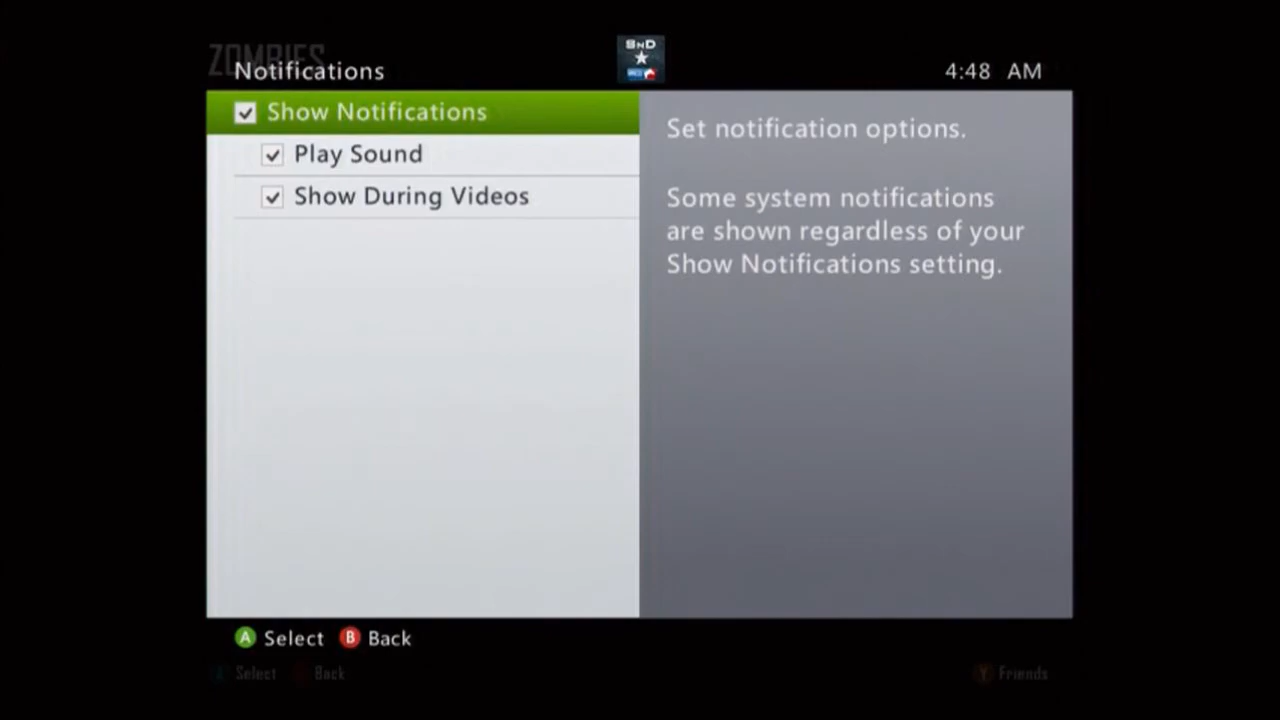 ZOMBIES
SnD
Notifications
4:48 AM
Show Notifications
Play Sound
Show During Videos
Set notification options.
Some system notifications
are shown regardless of your
Show Notifications setting.
A Select B Back
A Select Back
Y Friends